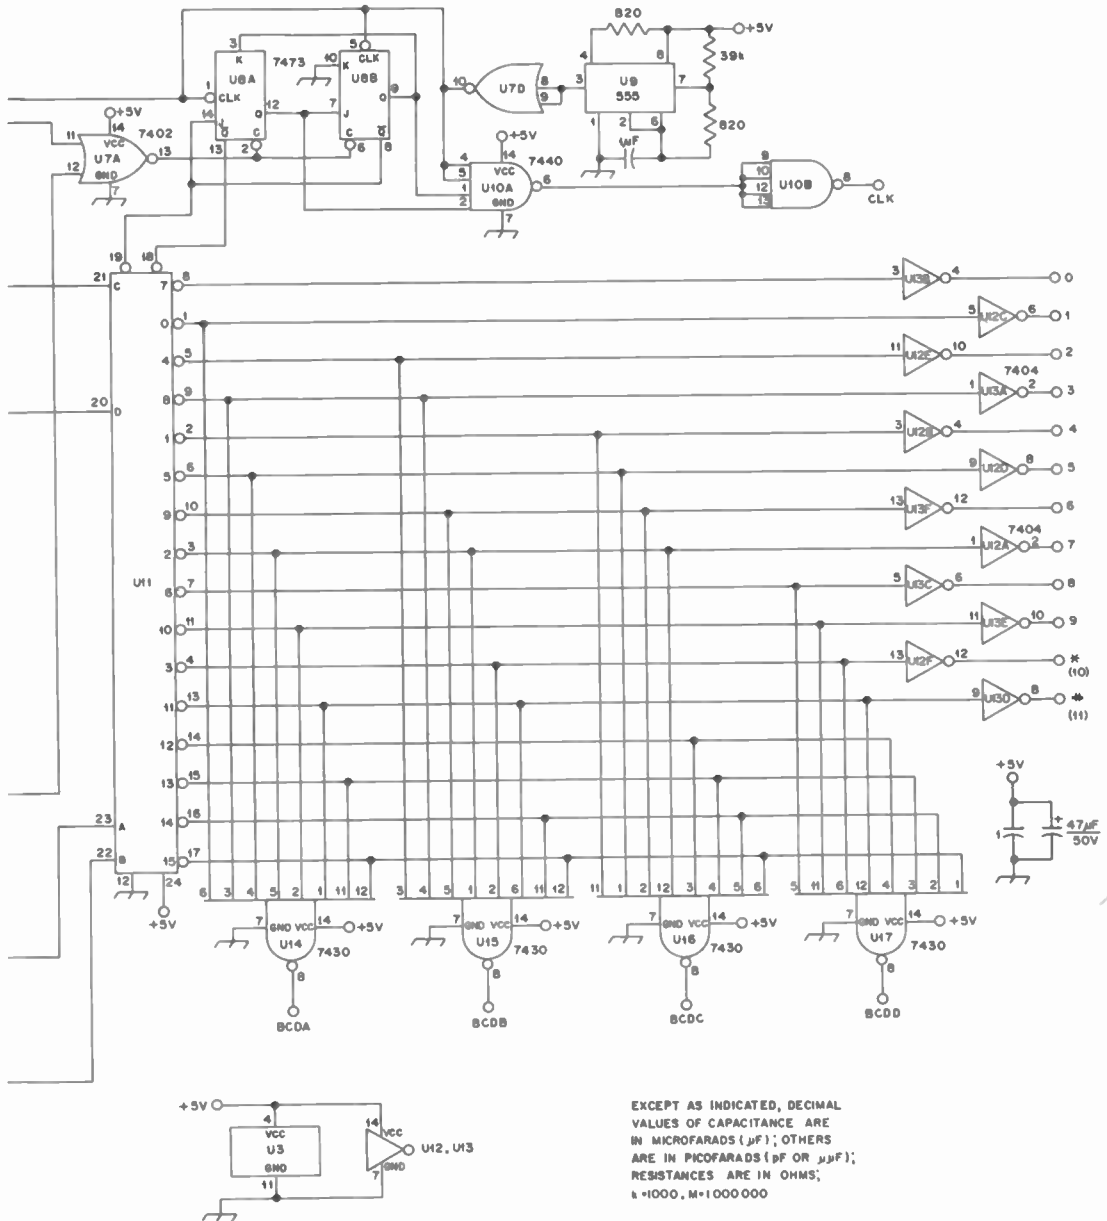 820
+5V
5 CLK
4
8
39k
3 K
7473
10 K
U8A
U8B
10 U7D 8 9
3 U9 555 7
1 CLK
12 Q
7 J
Q 9
14 J
Q̅ C
C Q̅
13 2
6 8
1 2 6
820
1µF
+5V
14
7402
11 VCC
U7A 13
12 GND
7
+5V
14
7440
4 VCC
5
U10A 6
1 GND
2
7
9
10
12 U10B 8
13
CLK
19 18
21 C
7 8
3 U13B 4 0
0 1
5 U12C 6 1
4 5
11 U12E 10 2
7404
8 9
1 U13A 2 3
20 D
1 2
3 U12B 4 4
5 6
9 U12D 8 5
9 10
13 U13F 12 6
7404
2 3
1 U12A 2 7
U11
6 7
5 U13C 6 8
10 11
11 U13E 10 9
3 4
13 U12F 12 *
(10)
11 13
9 U13D 8 #
(11)
12 14
13 15
+5V
14 16
23 A
1
+ 47µF
50V
22 B
15 17
12 24
+5V
6 3 4 5 2 1 11 12
3 4 5 1 2 6 11 12
11 1 2 12 3 4 5 6
5 11 6 12 4 3 2 1
7 GND VCC 14 +5V
U14 7430
8
BCDA
7 GND VCC 14 +5V
U15 7430
8
BCDB
7 GND VCC 14 +5V
U16 7430
8
BCDC
7 GND VCC 14 +5V
U17 7430
8
BCDD
+5V
4
VCC
U3
GND
11
14
VCC
U12, U13
GND
7
EXCEPT AS INDICATED, DECIMAL
VALUES OF CAPACITANCE ARE
IN MICROFARADS (µF); OTHERS
ARE IN PICOFARADS (pF OR µµF);
RESISTANCES ARE IN OHMS;
k=1000, M=1000000